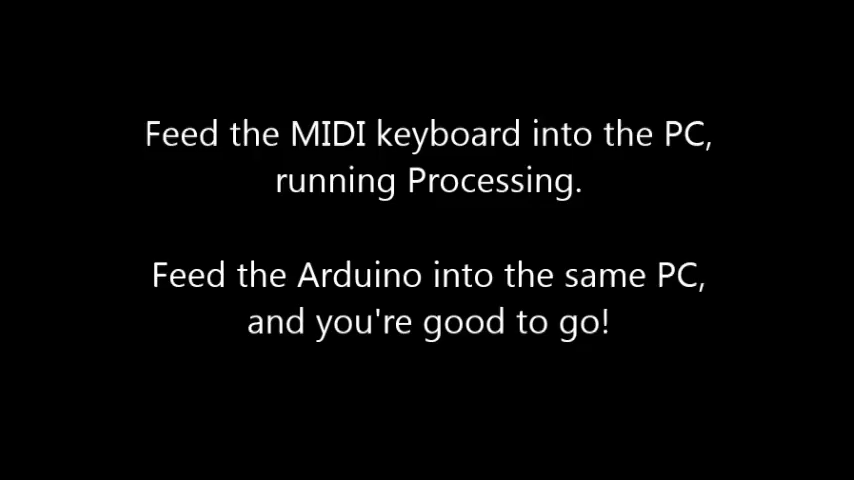 Feed the MIDI keyboard into the PC,
running Processing.
Feed the Arduino into the same PC,
and you're good to go!